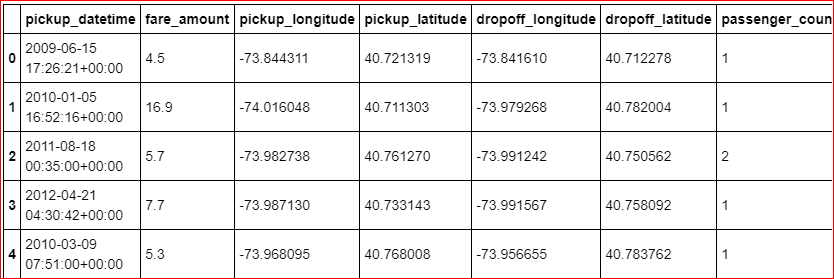 pickup_datetime fare_amount pickup_longitude pickup_latitude dropoff_longitude dropoff_latitude passenger_coun
0 2009-06-15 17:26:21+00:00 4.5 -73.844311 40.721319 -73.841610 40.712278 1
1 2010-01-05 16:52:16+00:00 16.9 -74.016048 40.711303 -73.979268 40.782004 1
2 2011-08-18 00:35:00+00:00 5.7 -73.982738 40.761270 -73.991242 40.750562 2
3 2012-04-21 04:30:42+00:00 7.7 -73.987130 40.733143 -73.991567 40.758092 1
4 2010-03-09 07:51:00+00:00 5.3 -73.968095 40.768008 -73.956655 40.783762 1